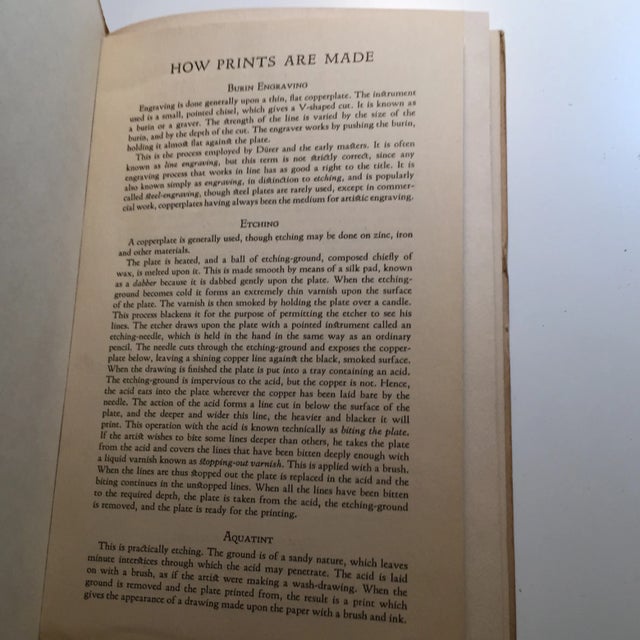 HOW PRINTS ARE MADE
BURIN ENGRAVING
Engraving is done generally upon a thin, flat copperplate. The instrument
used is a small, pointed chisel, which gives a V-shaped cut. It is known as
a burin or a graver. The strength of the line is varied by the size of the
burin, and by the depth of the cut. The engraver works by pushing the burin,
holding it almost flat against the plate.
This is the process employed by Dürer and the early masters. It is often
known as line engraving, but this term is not strictly correct, since any
engraving process that works in line has as good a right to the title. It is
also known simply as engraving, in distinction to etching, and is popularly
called steel-engraving, though steel plates are rarely used, except in commer-
cial work, copperplates having always been the medium for artistic engraving.
ETCHING
A copperplate is generally used, though etching may be done on zinc, iron
and other materials.
The plate is heated, and a ball of etching-ground, composed chiefly of
wax, is melted upon it. This is made smooth by means of a silk pad, known
as a dabber because it is dabbed gently upon the plate. When the etching-
ground becomes cold it forms an extremely thin varnish upon the surface
of the plate. The varnish is then smoked by holding the plate over a candle.
This process blackens it for the purpose of permitting the etcher to see his
lines. The etcher draws upon the plate with a pointed instrument called an
etching-needle, which is held in the hand in the same way as an ordinary
pencil. The needle cuts through the etching-ground and exposes the copper-
plate below, leaving a shining copper line against the black, smoked surface.
When the drawing is finished the plate is put into a tray containing an acid.
The etching-ground is impervious to the acid, but the copper is not. Hence,
the acid eats into the plate wherever the copper has been laid bare by the
needle. The action of the acid forms a line cut in below the surface of the
plate, and the deeper and wider this line, the heavier and blacker it will
print. This operation with the acid is known technically as biting the plate.
If the artist wishes to bite some lines deeper than others, he takes the plate
from the acid and covers the lines that have been bitten deeply enough with
a liquid varnish known as stopping-out varnish. This is applied with a brush.
When the lines are thus stopped out the plate is replaced in the acid and the
biting continues in the unstopped lines. When all the lines have been bitten
to the required depth, the plate is taken from the acid, the etching-ground
is removed, and the plate is ready for the printing.
AQUATINT
This is practically etching. The ground is of a sandy nature, which leaves
minute interstices through which the acid may penetrate. The acid is laid
on with a brush, as if the artist were making a wash-drawing. When the
ground is removed and the plate printed from, the result is a print which
gives the appearance of a drawing made upon the paper with a brush and ink.